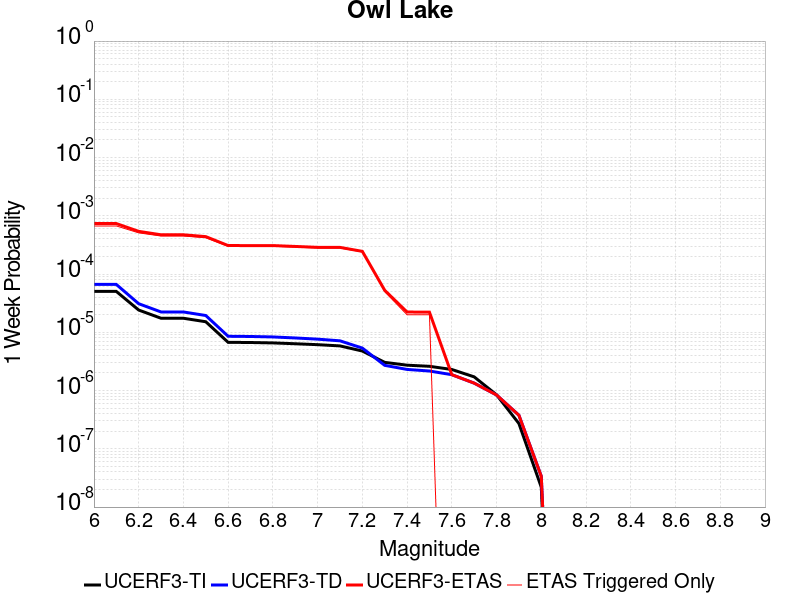 Owl Lake
10^0
10^-1
10^-2
10^-3
10^-4
10^-5
10^-6
10^-7
10^-8
1 Week Probability
6 6.2 6.4 6.6 6.8 7 7.2 7.4 7.6 7.8 8 8.2 8.4 8.6 8.8 9
Magnitude
UCERF3-TI UCERF3-TD UCERF3-ETAS ETAS Triggered Only